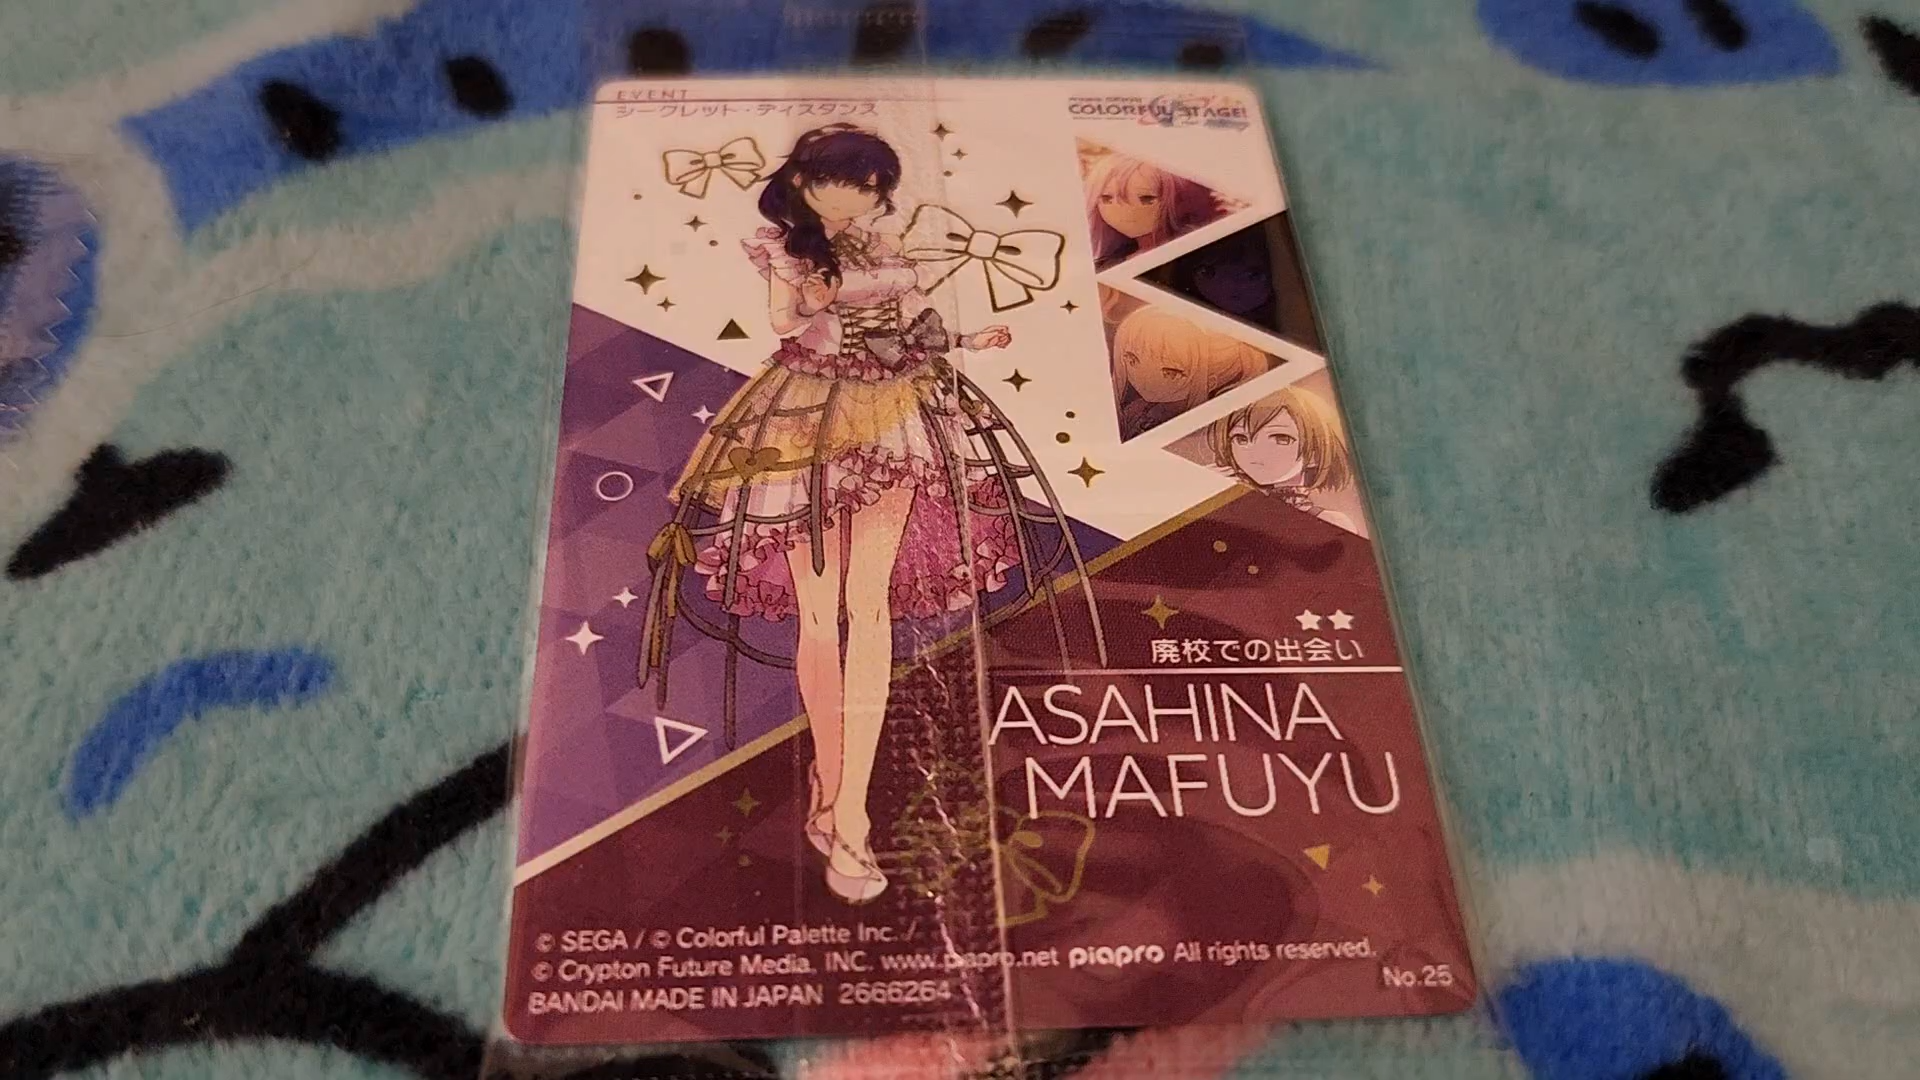 EVENT
シークレット・ディスタンス
COLORFUL STAGE!
★★
廃校での出会い
ASAHINA
MAFUYU
© SEGA / © Colorful Palette Inc. /
© Crypton Future Media, INC. www.piapro.net piapro All rights reserved.
BANDAI MADE IN JAPAN 2666264
No.25